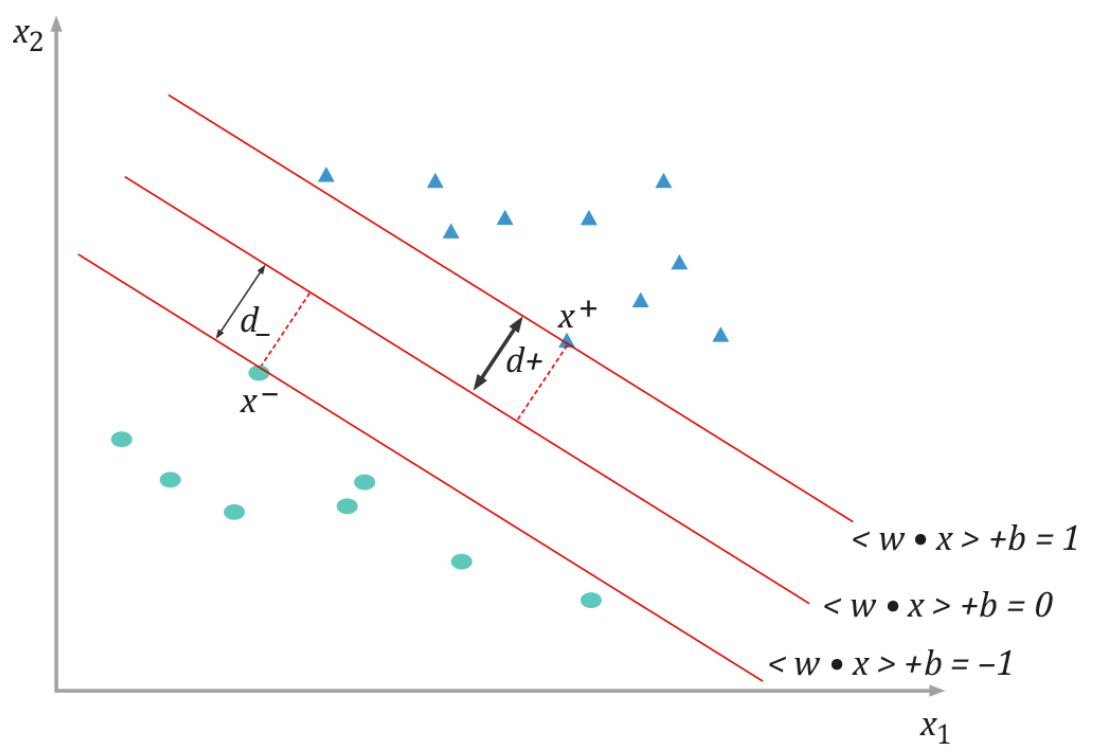 x₂
d_
x⁺
d+
x⁻
< w • x > +b = 1
< w • x > +b = 0
< w • x > +b = –1
x₁